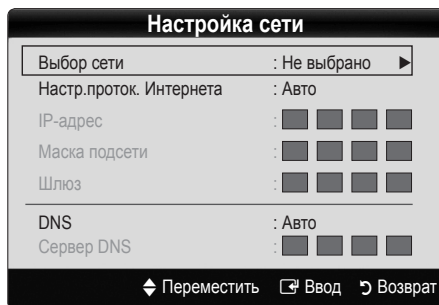 Настройка сети
Выбор сети : Не выбрано ▶
Настр.проток. Интернета : Авто
IP-адрес :
Маска подсети :
Шлюз :
DNS : Авто
Сервер DNS :
Переместить Ввод Возврат